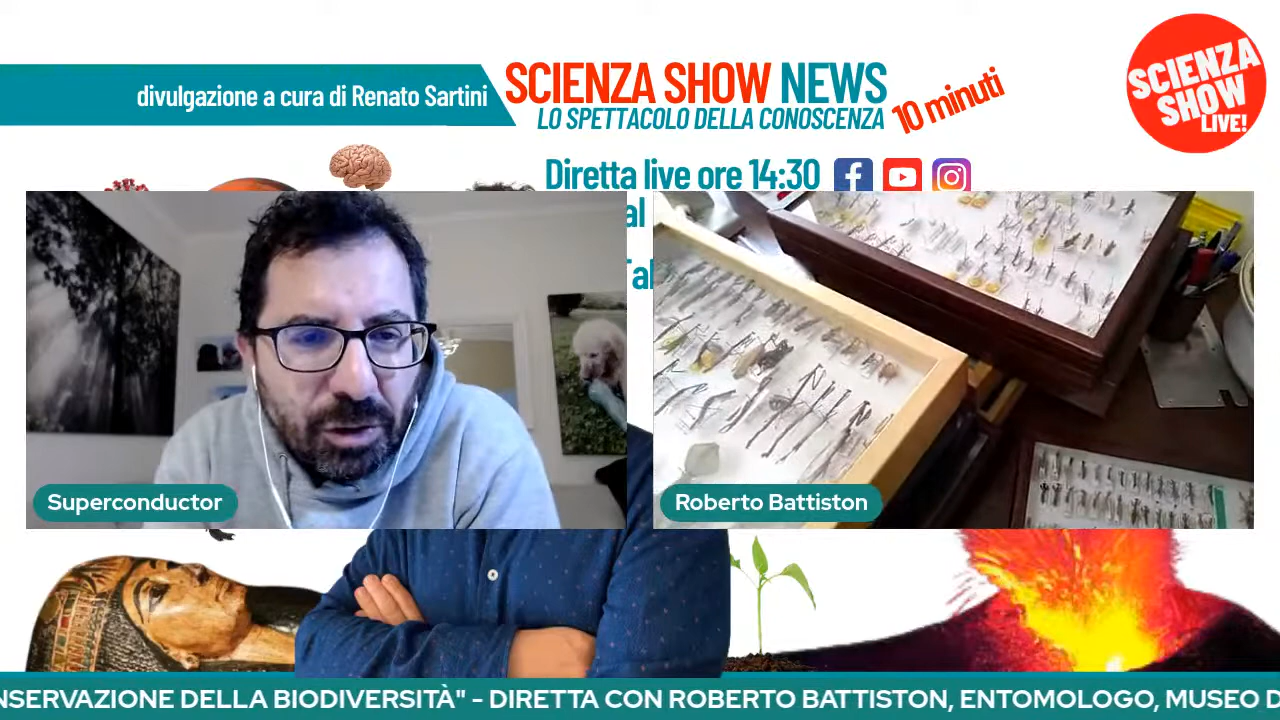 divulgazione a cura di Renato Sartini
SCIENZA SHOW NEWS
LO SPETTACOLO DELLA CONOSCENZA
10 minuti
SCIENZA
SHOW
LIVE!
Diretta live ore 14:30
al
Superconductor
Roberto Battiston
NSERVAZIONE DELLA BIODIVERSITÀ" - DIRETTA CON ROBERTO BATTISTON, ENTOMOLOGO, MUSEO D